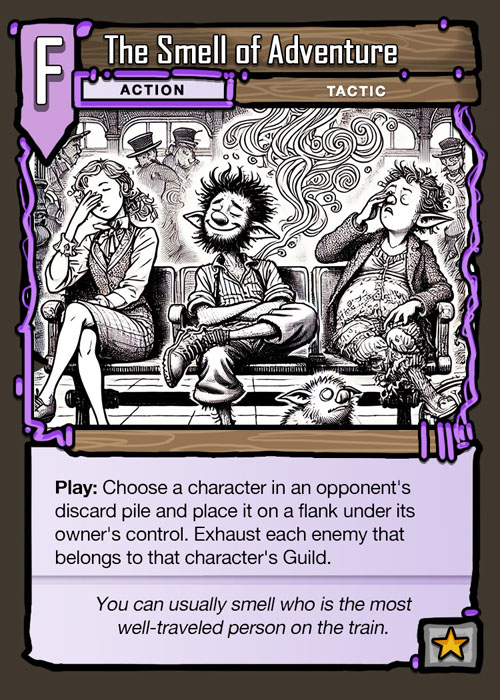 F
The Smell of Adventure
ACTION
TACTIC
Play: Choose a character in an opponent's
discard pile and place it on a flank under its
owner's control. Exhaust each enemy that
belongs to that character's Guild.
You can usually smell who is the most
well-traveled person on the train.